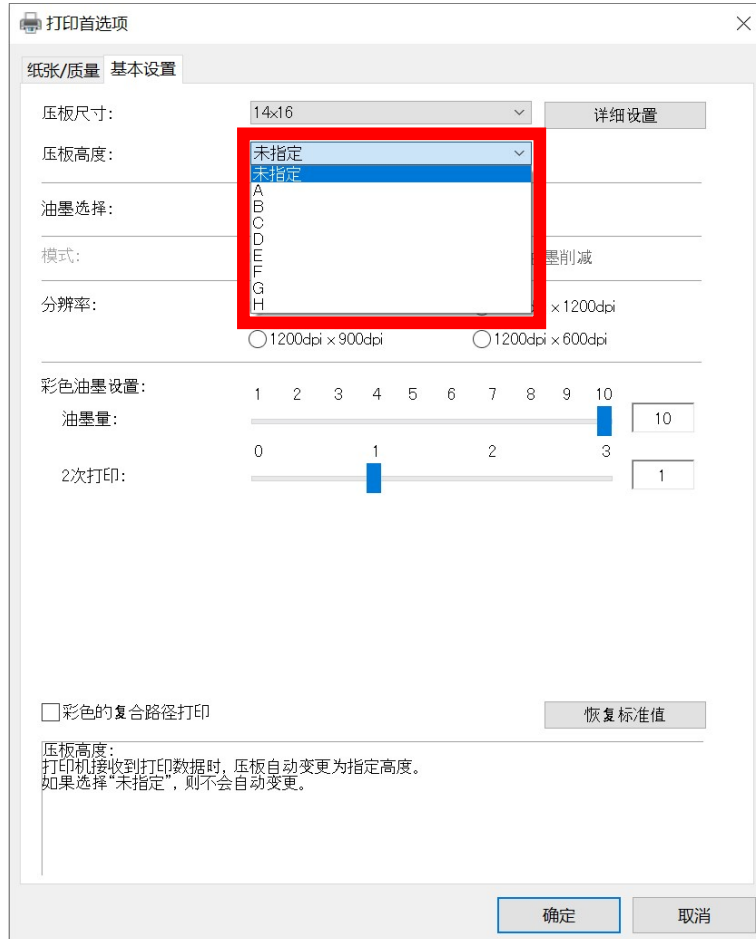 打印首选项
纸张/质量 基本设置
压板尺寸: 14×16 详细设置
压板高度: 未指定
未指定
A
油墨选择: B
C
D
模式: E 墨削减
F
G
分辨率: H × 1200dpi
1200dpi × 900dpi 1200dpi × 600dpi
彩色油墨设置: 1 2 3 4 5 6 7 8 9 10
油墨量: 10
0 1 2 3
2次打印: 1
彩色的复合路径打印 恢复标准值
压板高度:
打印机接收到打印数据时, 压板自动变更为指定高度。
如果选择“未指定”, 则不会自动变更。
确定 取消